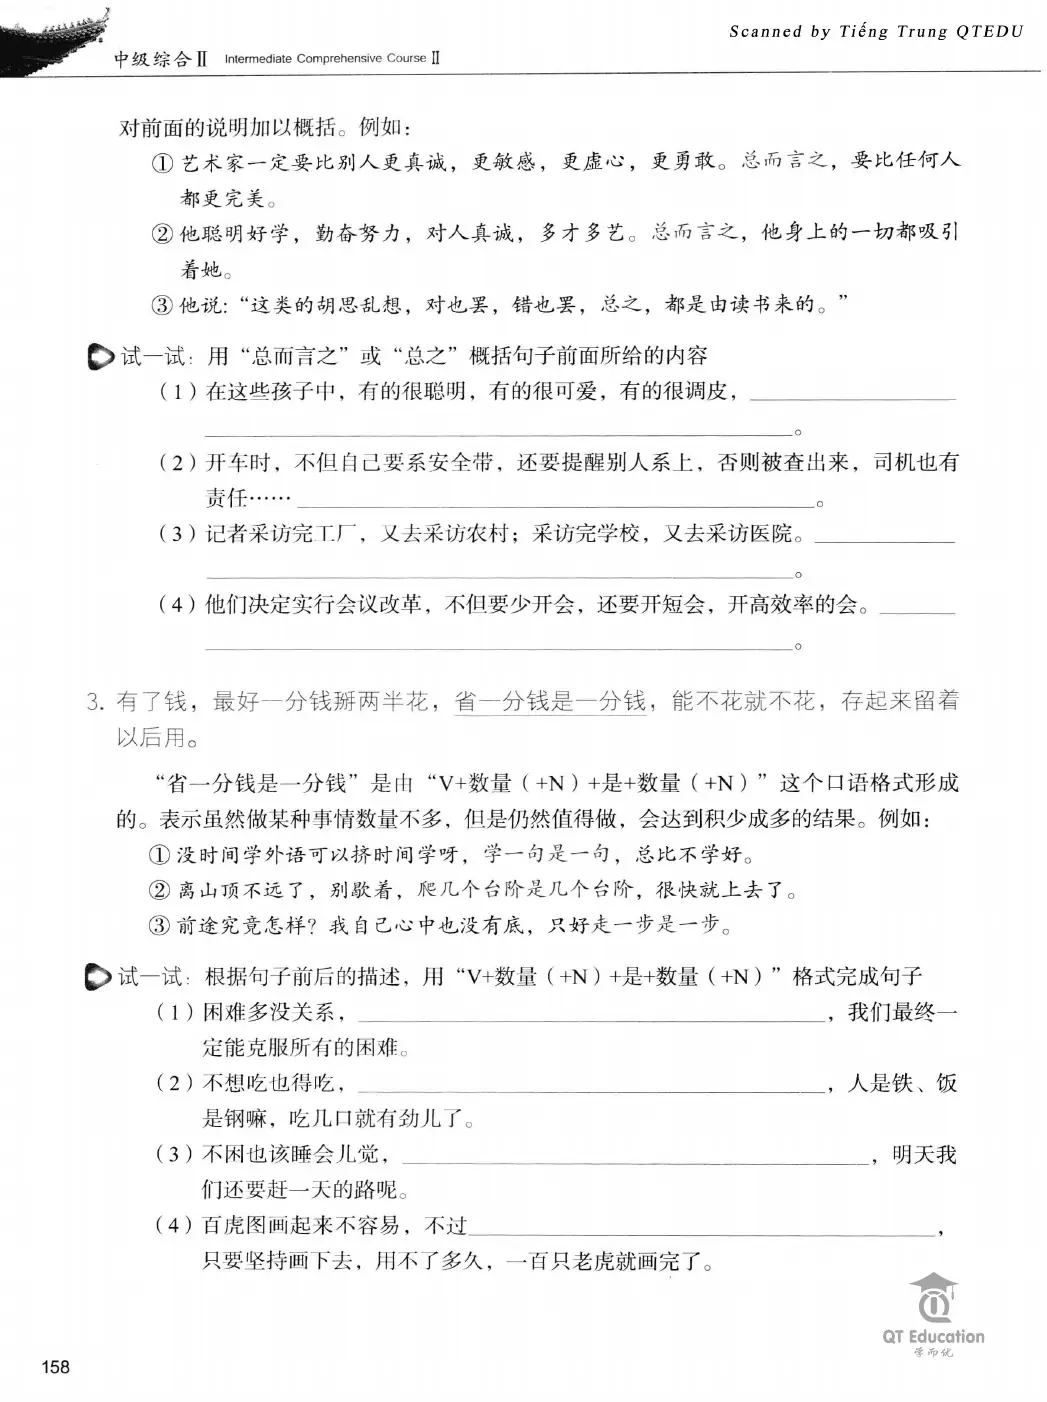 Scanned by Tiếng Trung QTEDU
中级综合Ⅱ Intermediate Comprehensive Course Ⅱ
对前面的说明加以概括。例如：
① 艺术家一定要比别人更真诚，更敏感，更虚心，更勇敢。总而言之，要比任何人
都更完美。
② 他聪明好学，勤奋努力，对人真诚，多才多艺。总而言之，他身上的一切都吸引
着她。
③ 他说：“这类的胡思乱想，对也罢，错也罢，总之，都是由读书来的。”
试一试：用“总而言之”或“总之”概括句子前面所给的内容
（1）在这些孩子中，有的很聪明，有的很可爱，有的很调皮，
。
（2）开车时，不但自己要系安全带，还要提醒别人系上，否则被查出来，司机也有
责任…… 。
（3）记者采访完工厂，又去采访农村；采访完学校，又去采访医院。
。
（4）他们决定实行会议改革，不但要少开会，还要开短会，开高效率的会。
。
3. 有了钱，最好一分钱掰两半花，省一分钱是一分钱，能不花就不花，存起来留着
以后用。
“省一分钱是一分钱”是由“V+数量（+N）+是+数量（+N）”这个口语格式形成
的。表示虽然做某种事情数量不多，但是仍然值得做，会达到积少成多的结果。例如：
① 没时间学外语可以挤时间学呀，学一句是一句，总比不学好。
② 离山顶不远了，别歇着，爬几个台阶是几个台阶，很快就上去了。
③ 前途究竟怎样？我自己心中也没有底，只好走一步是一步。
试一试：根据句子前后的描述，用“V+数量（+N）+是+数量（+N）”格式完成句子
（1）困难多没关系， ，我们最终一
定能克服所有的困难。
（2）不想吃也得吃， ，人是铁、饭
是钢嘛，吃几口就有劲儿了。
（3）不困也该睡会儿觉， ，明天我
们还要赶一天的路呢。
（4）百虎图画起来不容易，不过 ，
只要坚持画下去，用不了多久，一百只老虎就画完了。
QT Education
学而优
158